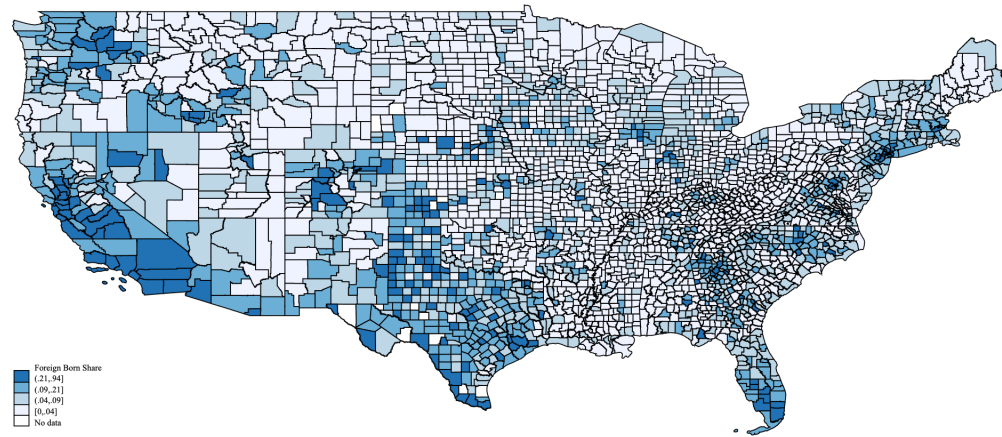 Foreign Born Share
(.21,.94]
(.09,.21]
(.04,.09]
[0,.04]
No data